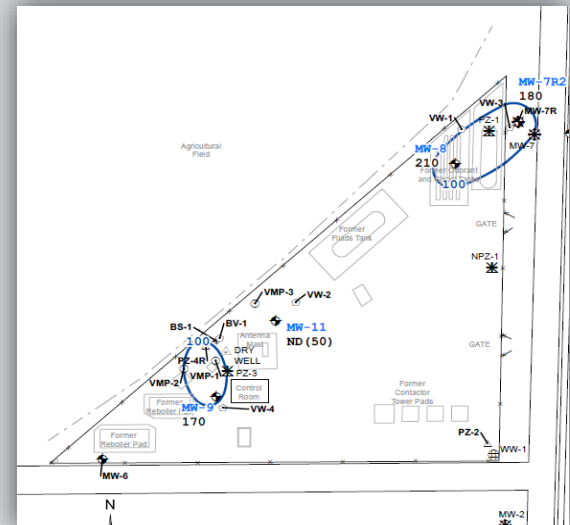 MW-7R2
180
VW-3
MW-7R
VW-1
PZ-1
MW-7
MW-8
210
Agricultural
Field
Former Odorant
100
GATE
Former
Fluids Tank
NPZ-1
VMP-3
VW-2
BS-1
BV-1
MW-11
ND(50)
100
Antenna
Mast
DRY
WELL
GATE
PZ-4R
VMP-1
PZ-3
VMP-2
Control
Room
Former
Reboiler
MW-9
170
VW-4
Former
Contactor
Tower Pads
Former
Reboiler Pad
PZ-2
WW-1
MW-6
N
MW-2